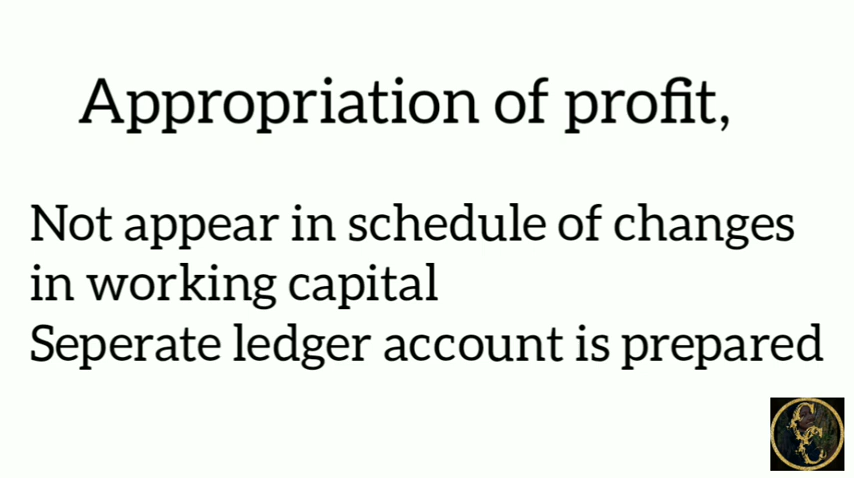 Appropriation of profit,
Not appear in schedule of changes
in working capital
Seperate ledger account is prepared